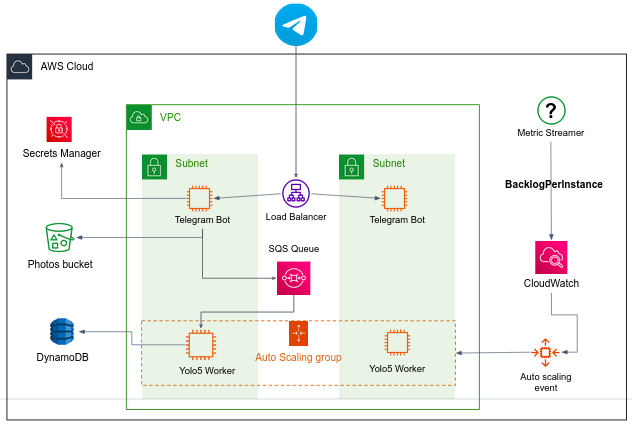 AWS Cloud
VPC
?
Metric Streamer
Secrets Manager
Subnet
Subnet
BacklogPerInstance
Telegram Bot
Load Balancer
Telegram Bot
SQS Queue
Photos bucket
CloudWatch
DynamoDB
Auto Scaling group
Yolo5 Worker
Yolo5 Worker
Auto scaling
event